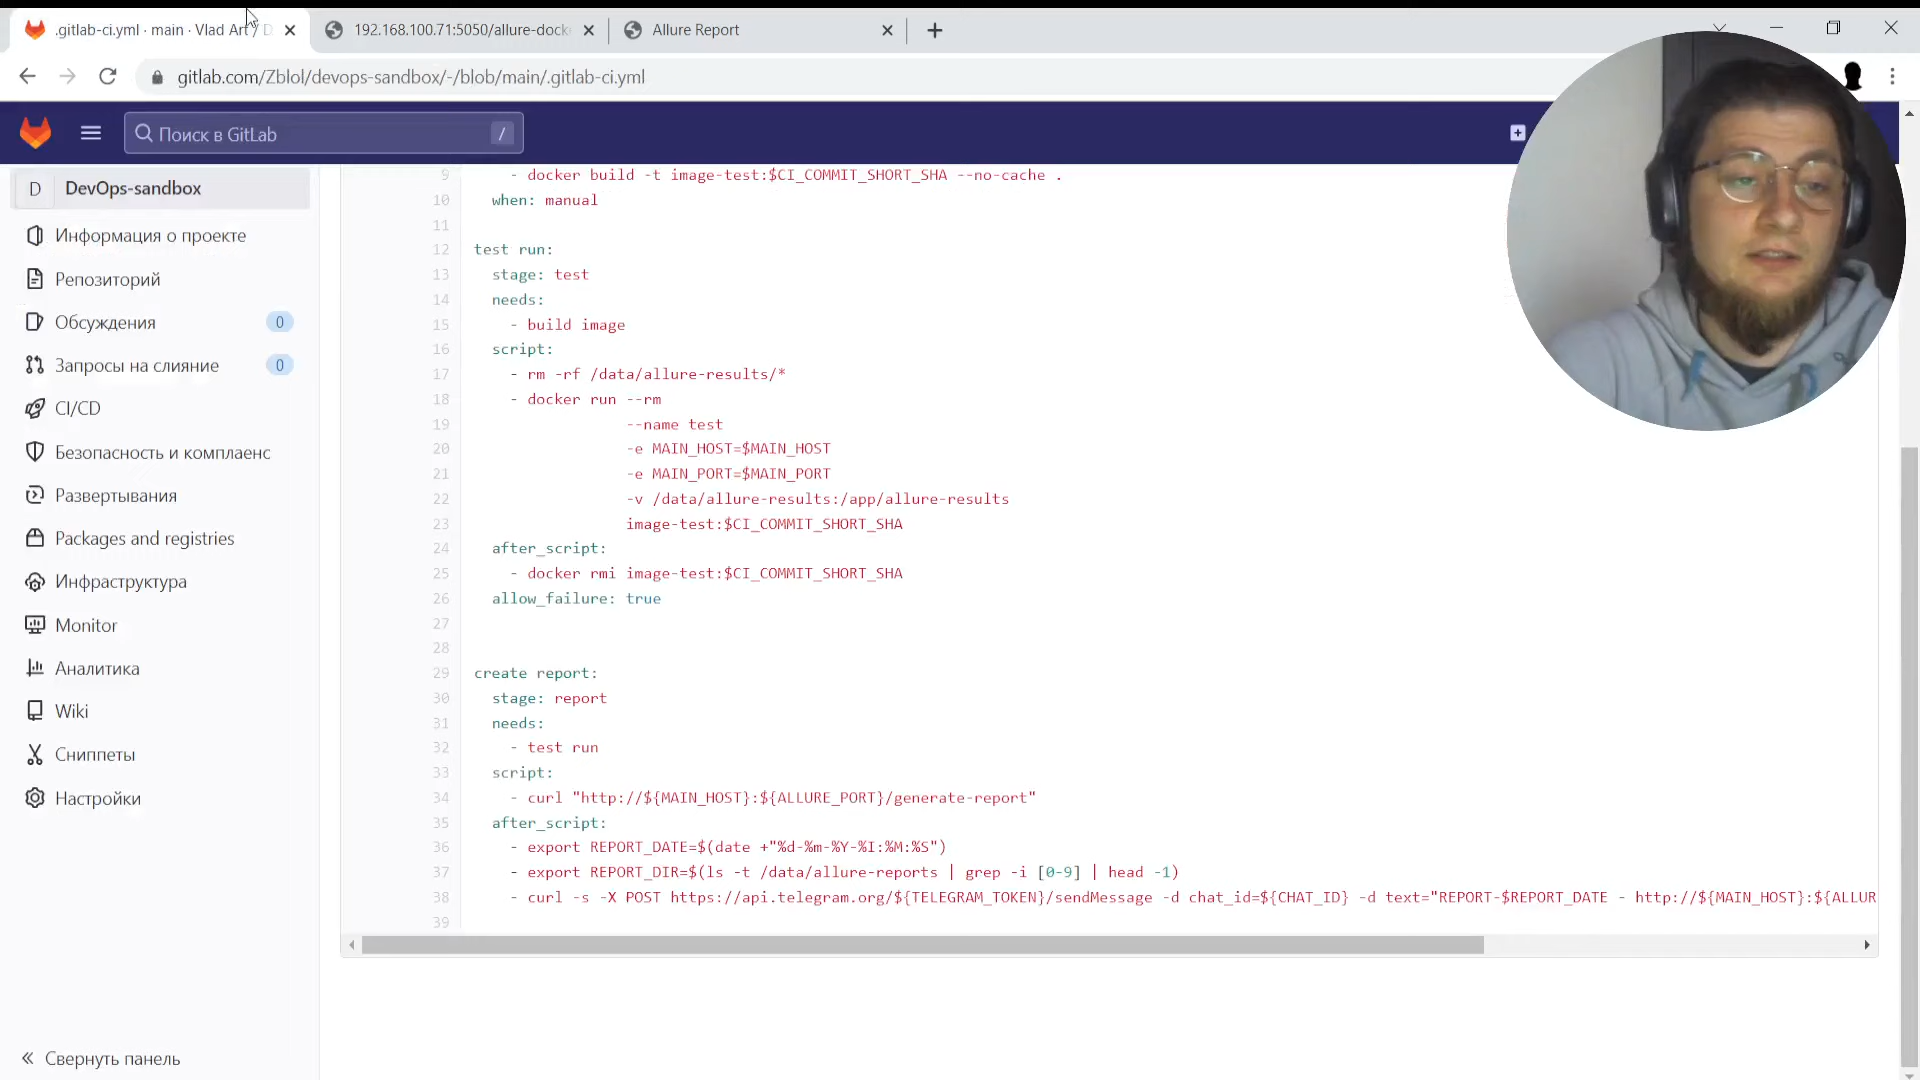 .gitlab-ci.yml · main · Vlad Art / D
192.168.100.71:5050/allure-dock
Allure Report
gitlab.com/Zblol/devops-sandbox/-/blob/main/.gitlab-ci.yml
Поиск в GitLab
/
D
DevOps-sandbox
Информация о проекте
Репозиторий
Обсуждения 0
Запросы на слияние 0
CI/CD
Безопасность и комплаенс
Развертывания
Packages and registries
Инфраструктура
Monitor
Аналитика
Wiki
Сниппеты
Настройки
Свернуть панель
9 - docker build -t image-test:$CI_COMMIT_SHORT_SHA --no-cache .
10 when: manual
11
12 test run:
13 stage: test
14 needs:
15 - build image
16 script:
17 - rm -rf /data/allure-results/*
18 - docker run --rm
19 --name test
20 -e MAIN_HOST=$MAIN_HOST
21 -e MAIN_PORT=$MAIN_PORT
22 -v /data/allure-results:/app/allure-results
23 image-test:$CI_COMMIT_SHORT_SHA
24 after_script:
25 - docker rmi image-test:$CI_COMMIT_SHORT_SHA
26 allow_failure: true
27
28
29 create report:
30 stage: report
31 needs:
32 - test run
33 script:
34 - curl "http://${MAIN_HOST}:${ALLURE_PORT}/generate-report"
35 after_script:
36 - export REPORT_DATE=$(date +"%d-%m-%Y-%I:%M:%S")
37 - export REPORT_DIR=$(ls -t /data/allure-reports | grep -i [0-9] | head -1)
38 - curl -s -X POST https://api.telegram.org/${TELEGRAM_TOKEN}/sendMessage -d chat_id=${CHAT_ID} -d text="REPORT-$REPORT_DATE - http://${MAIN_HOST}:${ALLUR
39